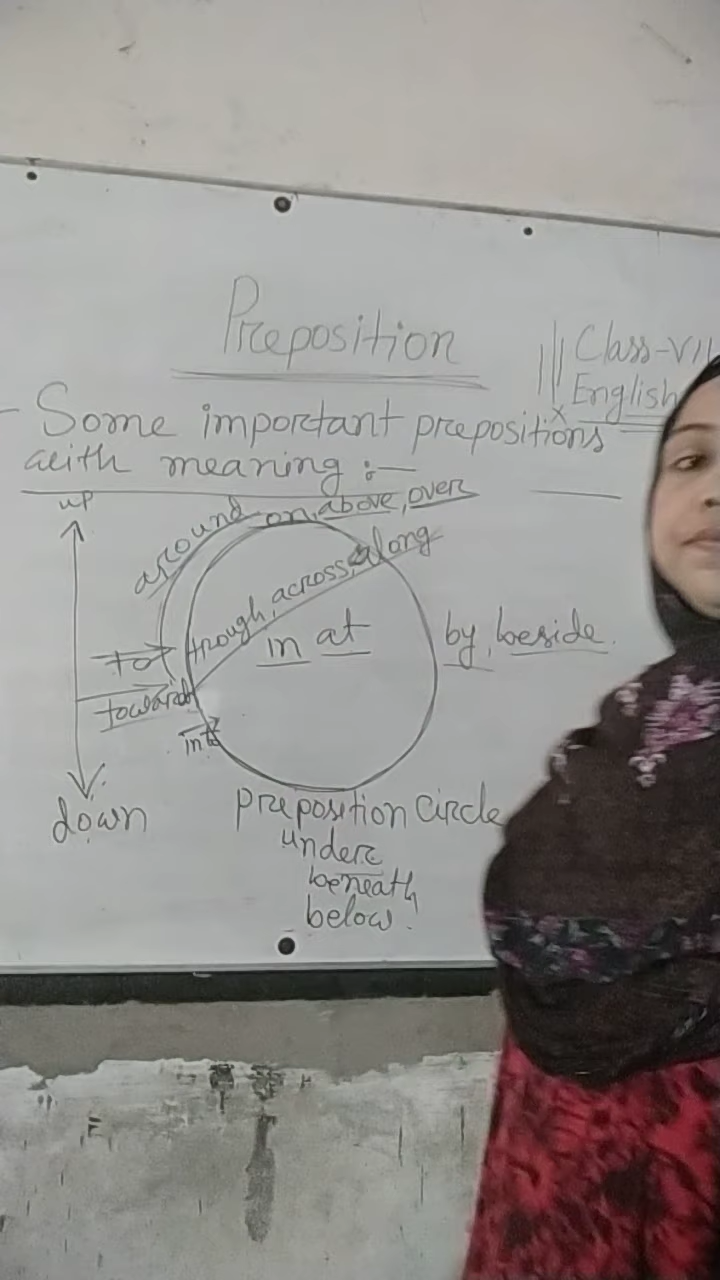 Preposition
Class-VII
English
Some important prepositions
with meaning :-
up
around
on, above, over
trough, across, along
to
in at
by, beside.
towards
into
down
preposition circle
under
beneath
below.